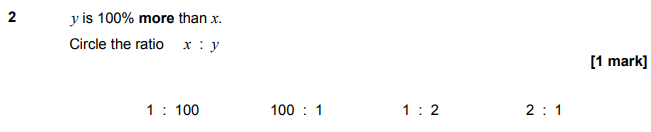 2 y is 100% more than x.
Circle the ratio x : y
[1 mark]
1 : 100 100 : 1 1 : 2 2 : 1